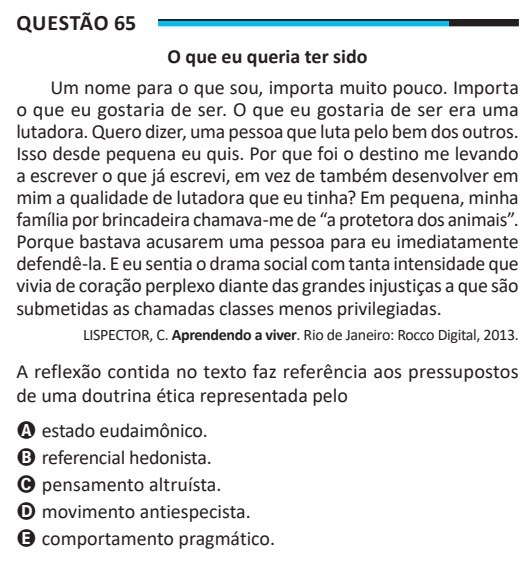 QUESTÃO 65
O que eu queria ter sido
Um nome para o que sou, importa muito pouco. Importa
o que eu gostaria de ser. O que eu gostaria de ser era uma
lutadora. Quero dizer, uma pessoa que luta pelo bem dos outros.
Isso desde pequena eu quis. Por que foi o destino me levando
a escrever o que já escrevi, em vez de também desenvolver em
mim a qualidade de lutadora que eu tinha? Em pequena, minha
família por brincadeira chamava-me de “a protetora dos animais”.
Porque bastava acusarem uma pessoa para eu imediatamente
defendê-la. E eu sentia o drama social com tanta intensidade que
vivia de coração perplexo diante das grandes injustiças a que são
submetidas as chamadas classes menos privilegiadas.
LISPECTOR, C. Aprendendo a viver. Rio de Janeiro: Rocco Digital, 2013.
A reflexão contida no texto faz referência aos pressupostos
de uma doutrina ética representada pelo
A estado eudaimônico.
B referencial hedonista.
C pensamento altruísta.
D movimento antiespecista.
E comportamento pragmático.